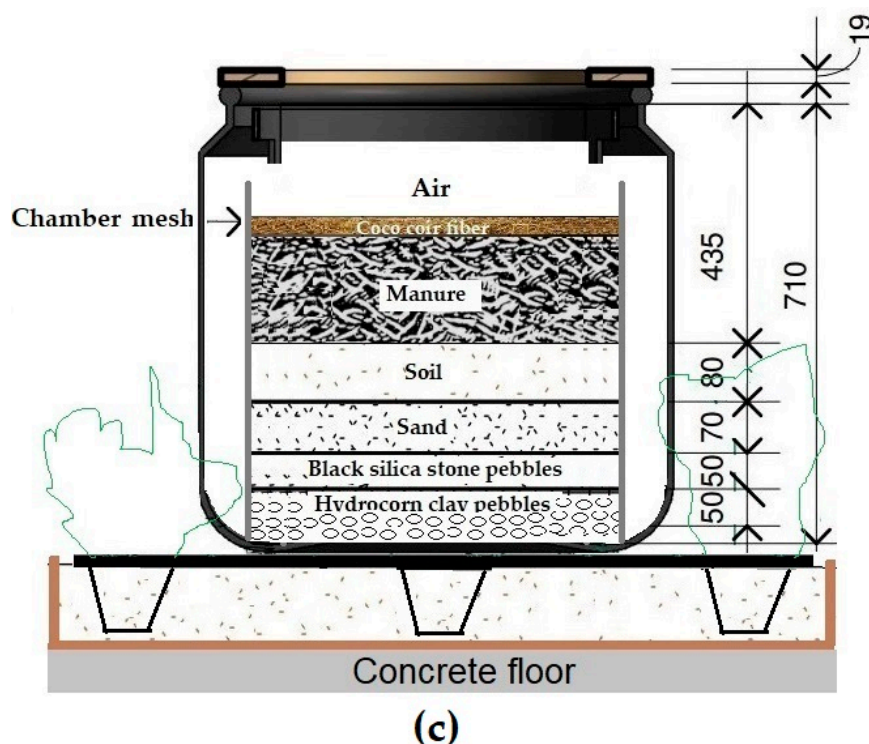 19
Air
Chamber mesh
Coco coir fiber
435
710
Manure
Soil
80
Sand
70
Black silica stone pebbles
50
Hydrocorn clay pebbles
50
Concrete floor
(c)